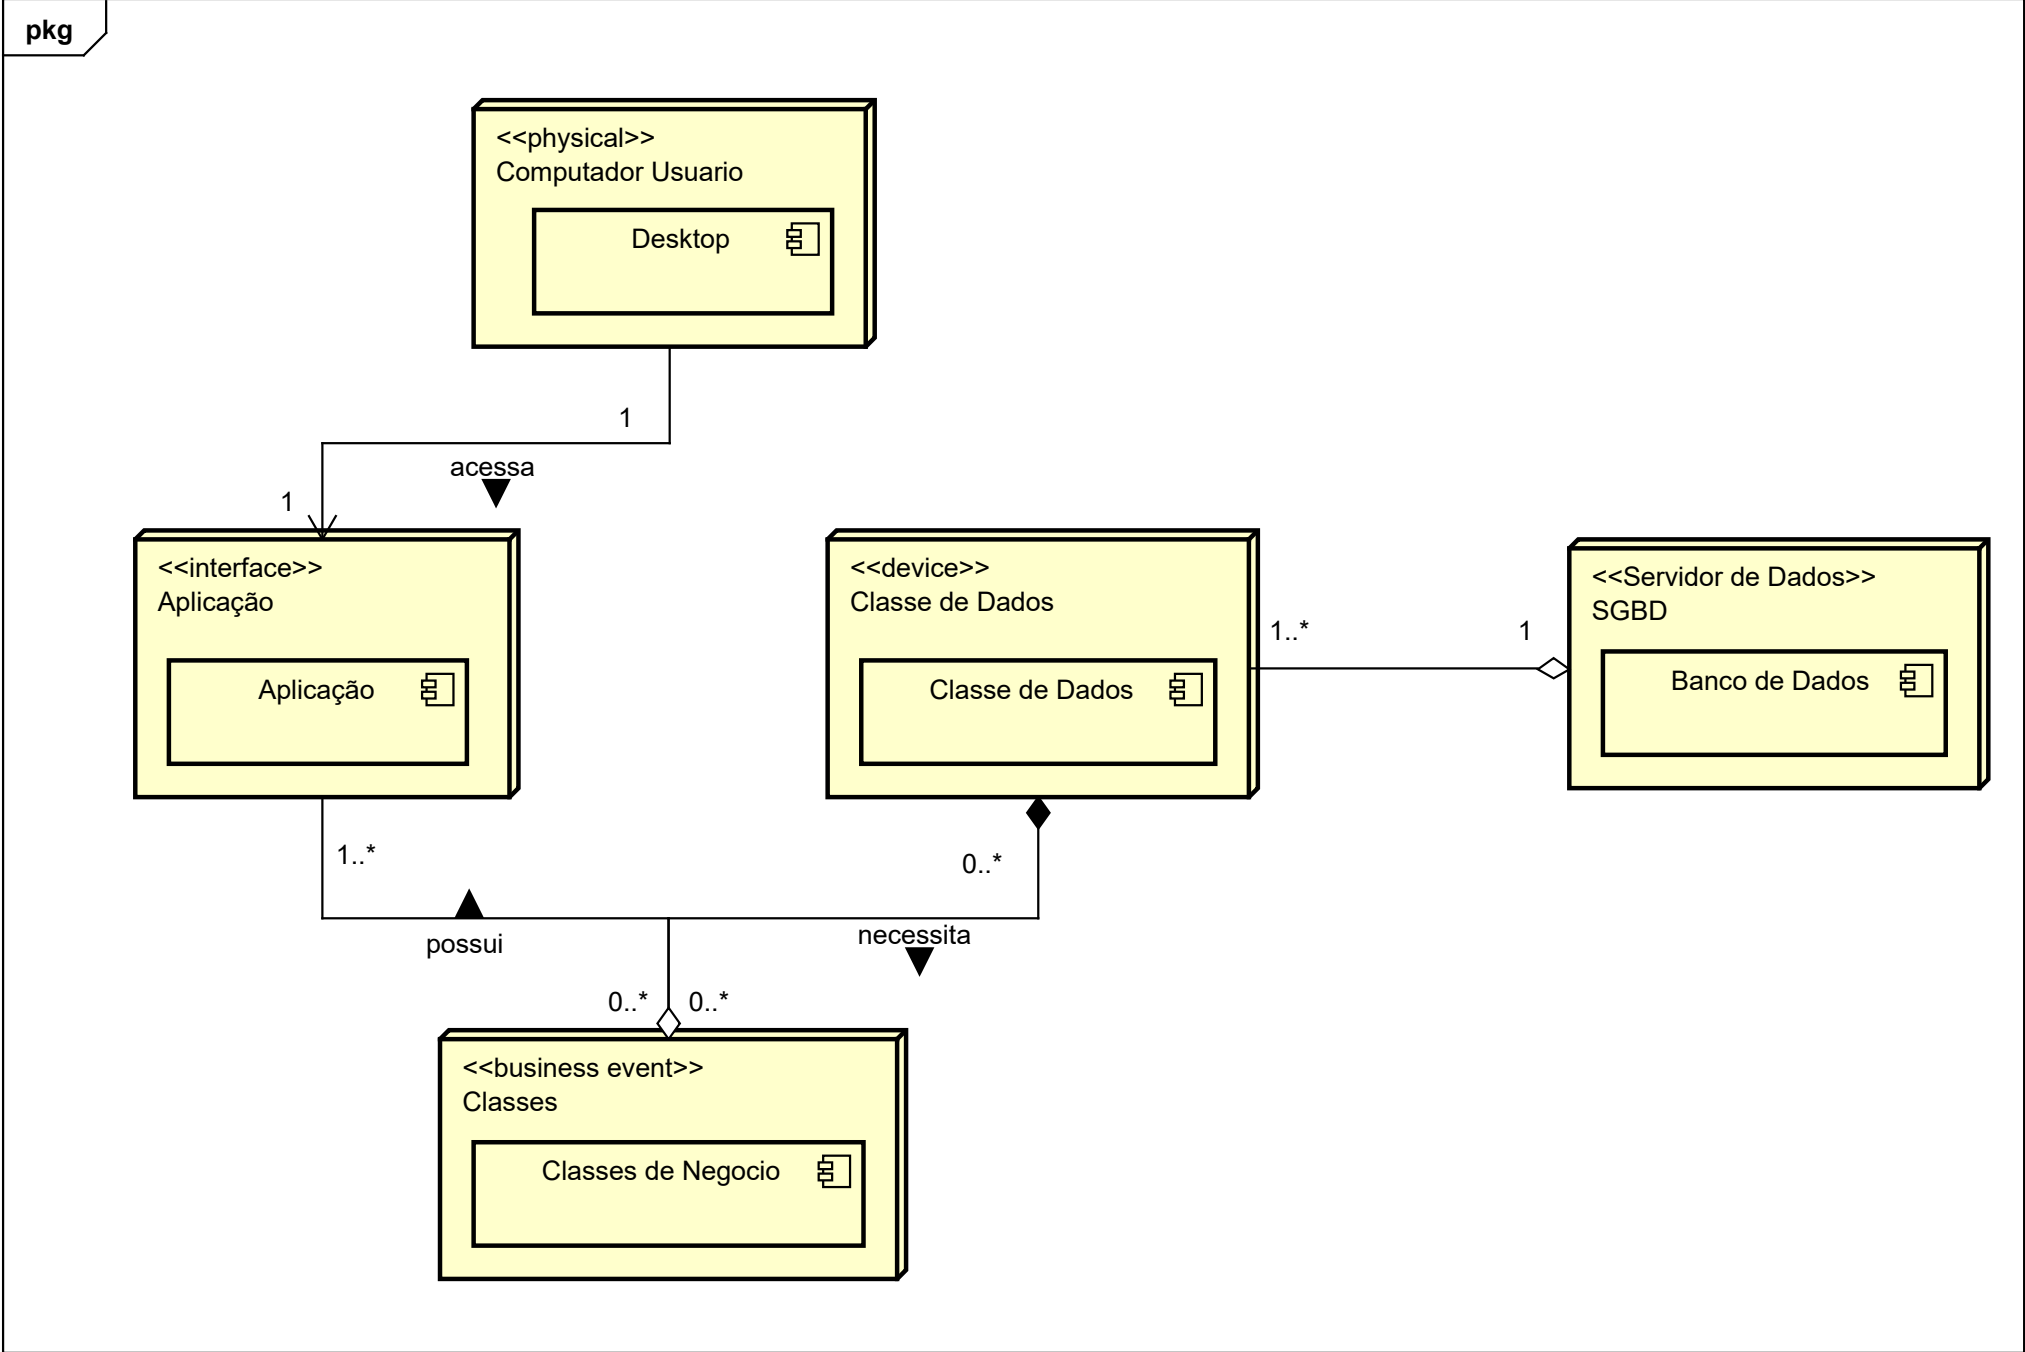 pkg
<<physical>>
Computador Usuario
Desktop
1
acessa
1
<<interface>>
Aplicação
Aplicação
<<device>>
Classe de Dados
Classe de Dados
1..*
1
<<Servidor de Dados>>
SGBD
Banco de Dados
1..*
0..*
possui
necessita
0..*
0..*
<<business event>>
Classes
Classes de Negocio